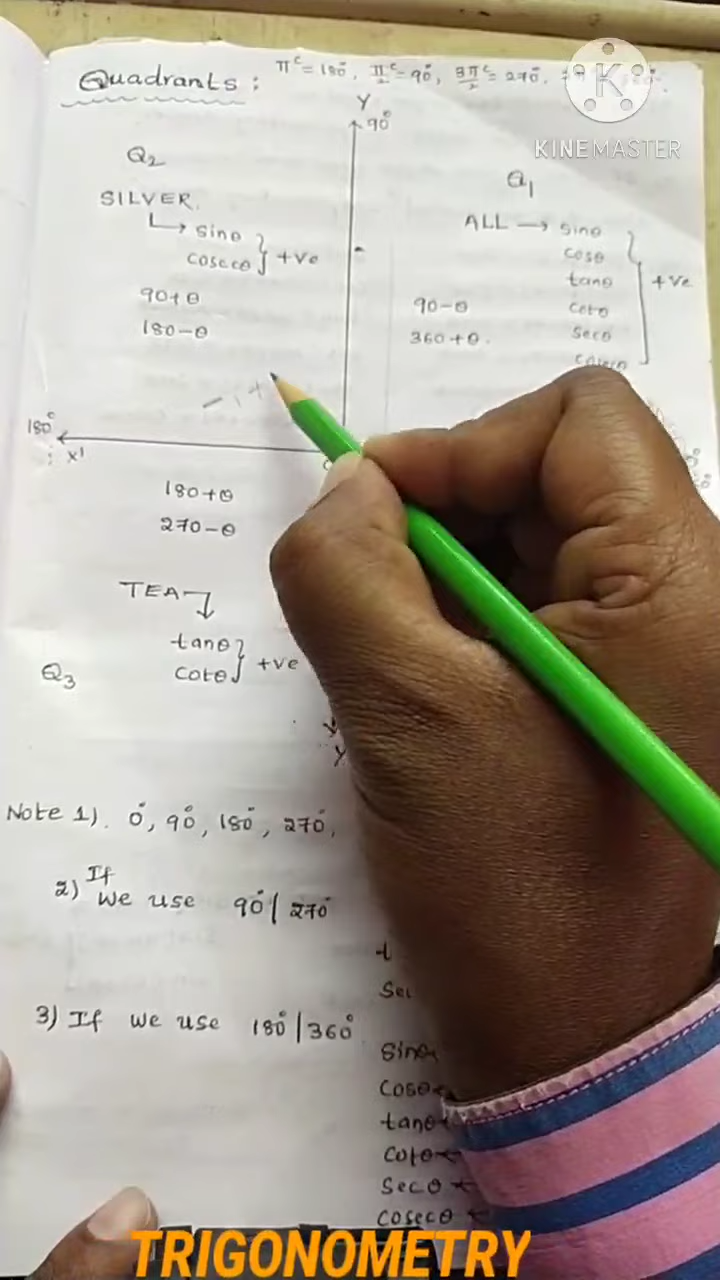 Quadrants : πᶜ = 180°, π/2ᶜ = 90°, 3πᶜ/2 = 270°,
KINEMASTER
Y
90°
Q2
Q1
SILVER.
ALL → sinθ
sinθ
cosecθ } +ve
cosθ
tanθ
+ve
90+θ
90-θ
cotθ
180-θ
360+θ.
secθ
cosecθ
- , +
180°
X'
180+θ
270-θ
TEA
tanθ
cotθ } +ve
Q3
Y
Note 1). 0°, 90°, 180°, 270°,
2) If we use 90° | 270°
3) If we use 180° | 360°
sinθ
cosθ
tanθ
cotθ
secθ
cosecθ
TRIGONOMETRY